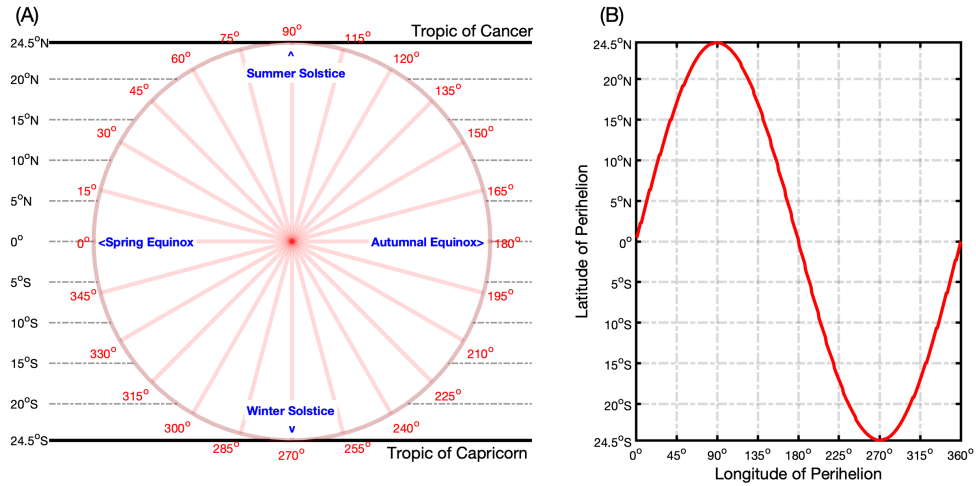 (A)
Tropic of Cancer
24.5°N
20°N
15°N
10°N
5°N
0°
5°S
10°S
15°S
20°S
24.5°S
90°
75°
115°
60°
120°
45°
135°
30°
150°
15°
165°
0°
180°
345°
195°
330°
210°
315°
225°
300°
240°
285°
270°
255°
^
Summer Solstice
<Spring Equinox
Autumnal Equinox>
Winter Solstice
v
Tropic of Capricorn
(B)
24.5°N
20°N
15°N
10°N
5°N
0°
5°S
10°S
15°S
20°S
24.5°S
Latitude of Perihelion
0° 45° 90° 135° 180° 225° 270° 315° 360°
Longitude of Perihelion